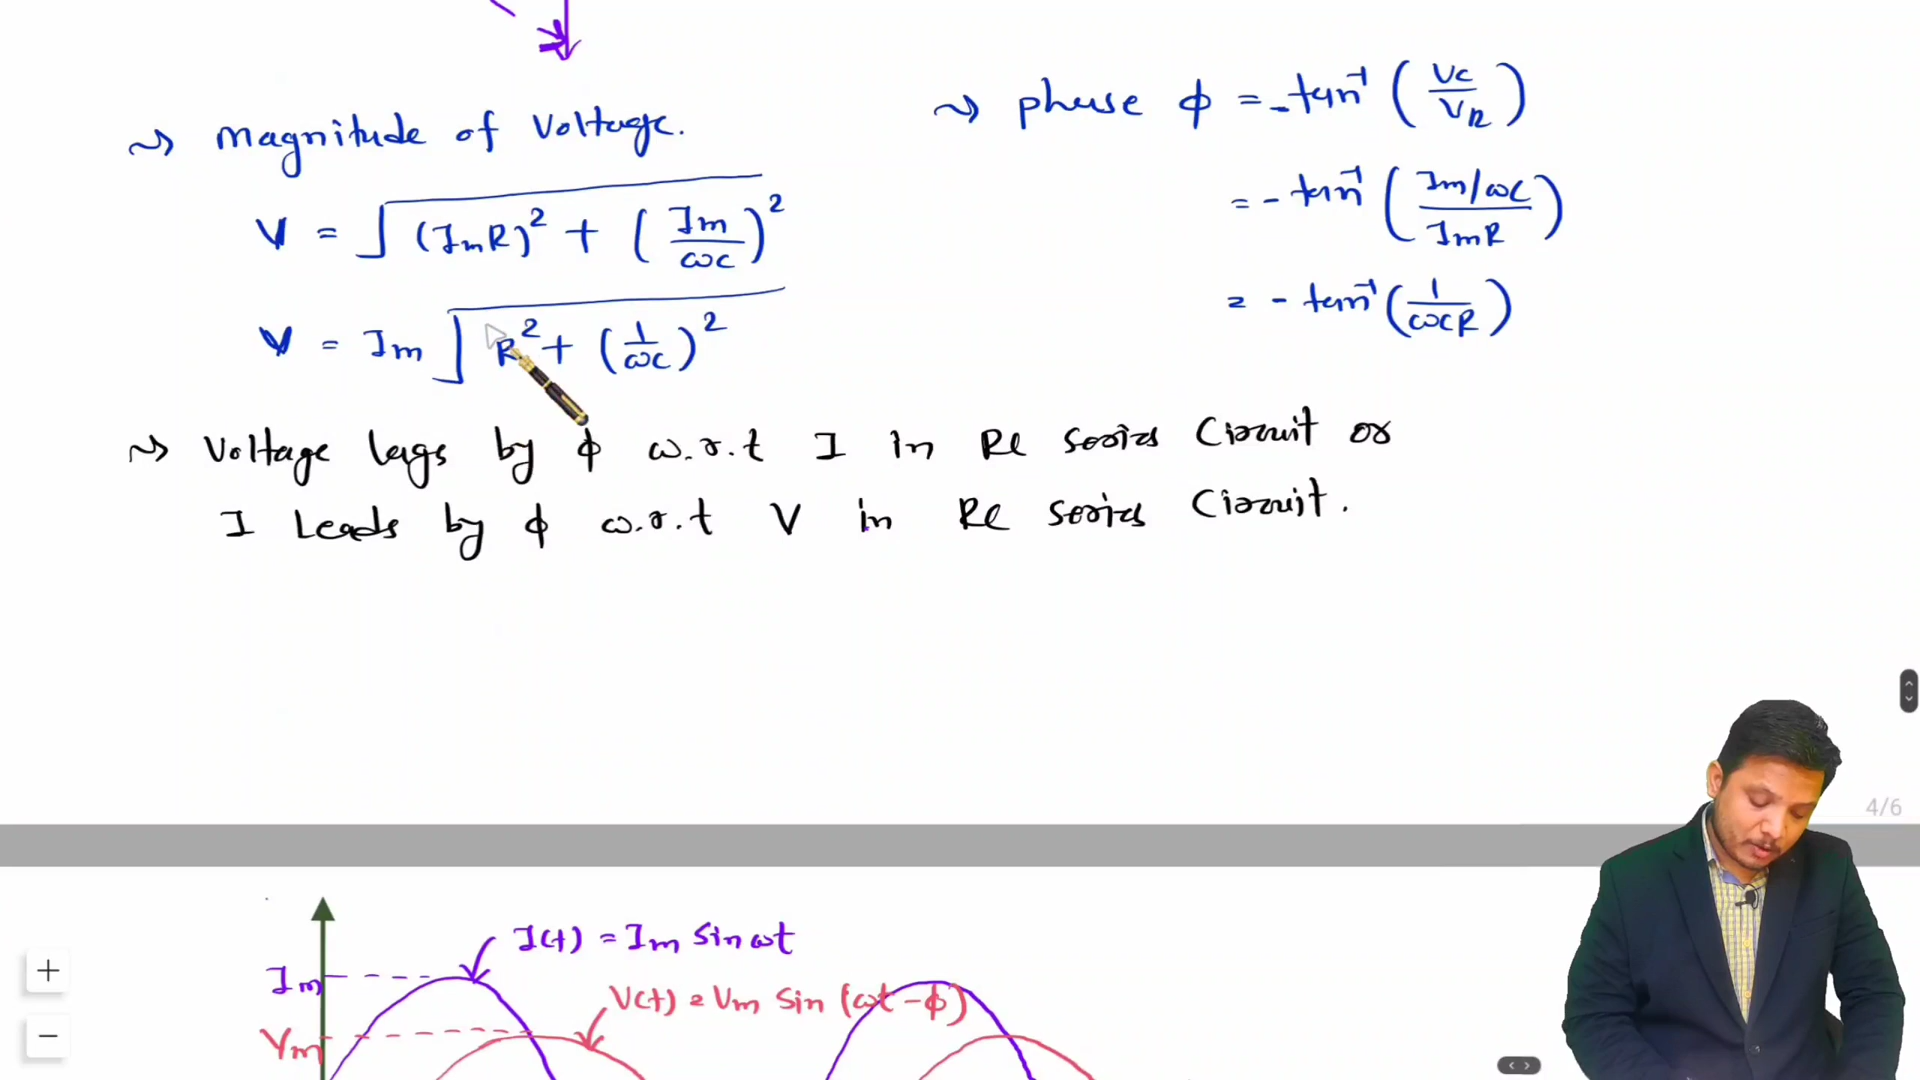 ~> Magnitude of Voltage.
V = √(ImR)² + (Im/ωC)²
V = Im √R² + (1/ωC)²
~> phase ϕ = -tan⁻¹ (VC/VR)
= - tan⁻¹ (Im/ωC / ImR)
= - tan⁻¹ (1/ωCR)
~> Voltage lags by ϕ w.r.t I in RC series Circuit or
I Leads by ϕ w.r.t V in RC series Circuit.
4/6
I(t) = Im Sin ωt
Im
V(t) = Vm Sin (ωt - ϕ)
Vm